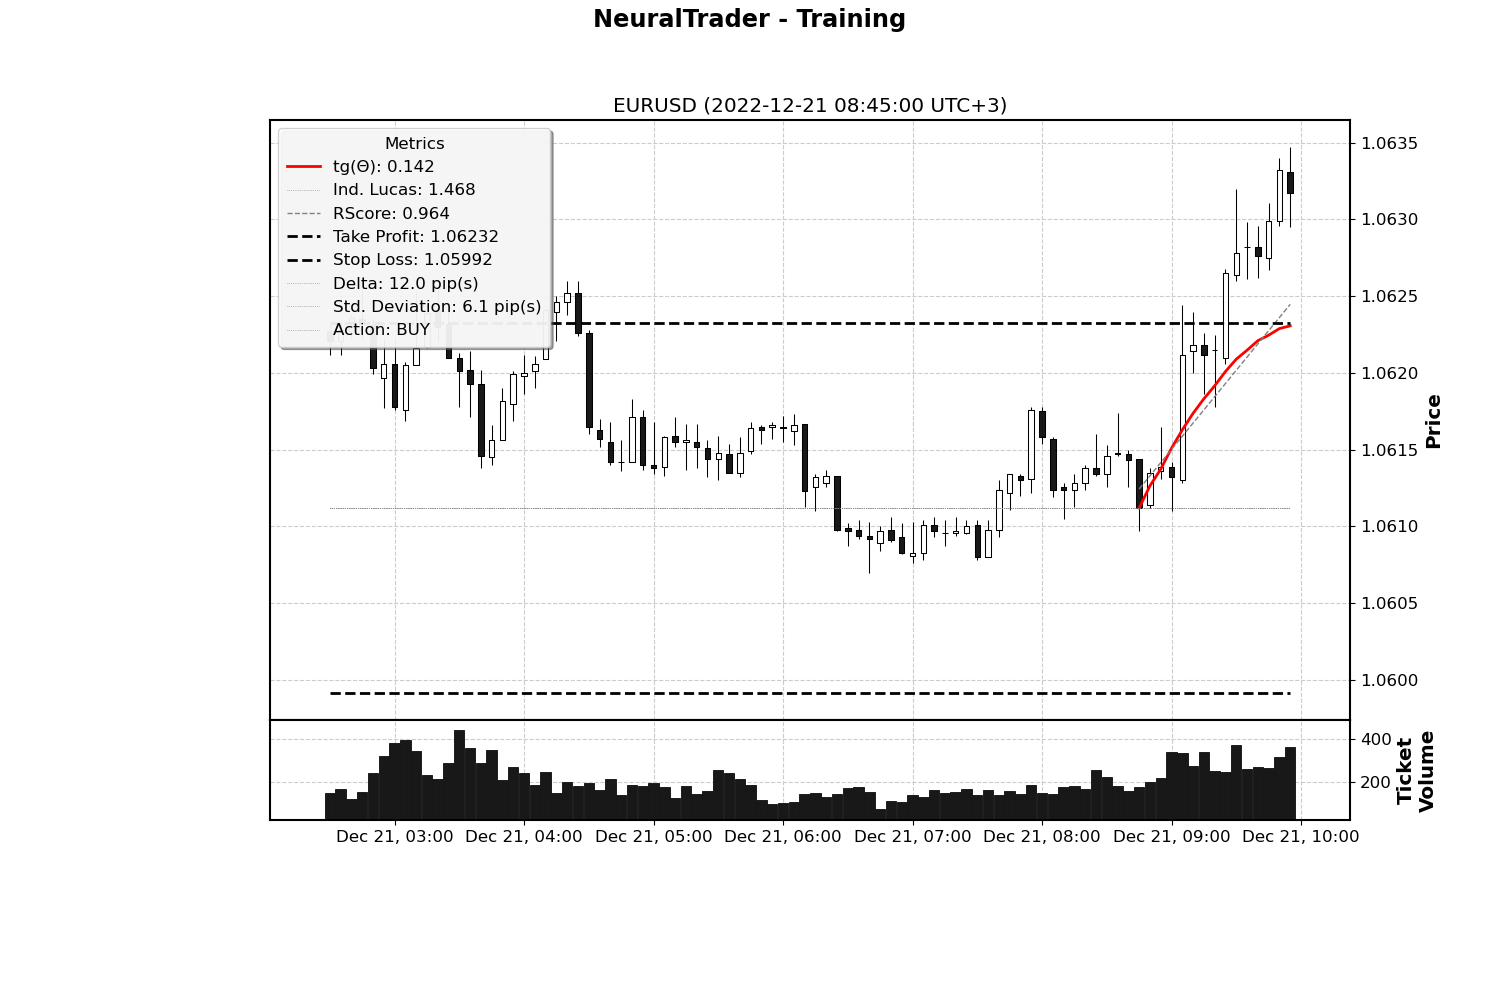 NeuralTrader - Training
EURUSD (2022-12-21 08:45:00 UTC+3)
Metrics
tg(Θ): 0.142
Ind. Lucas: 1.468
RScore: 0.964
Take Profit: 1.06232
Stop Loss: 1.05992
Delta: 12.0 pip(s)
Std. Deviation: 6.1 pip(s)
Action: BUY
1.0635
1.0630
1.0625
1.0620
1.0615
1.0610
1.0605
1.0600
Price
400
200
Ticket
Volume
Dec 21, 03:00 Dec 21, 04:00 Dec 21, 05:00 Dec 21, 06:00 Dec 21, 07:00 Dec 21, 08:00 Dec 21, 09:00 Dec 21, 10:00